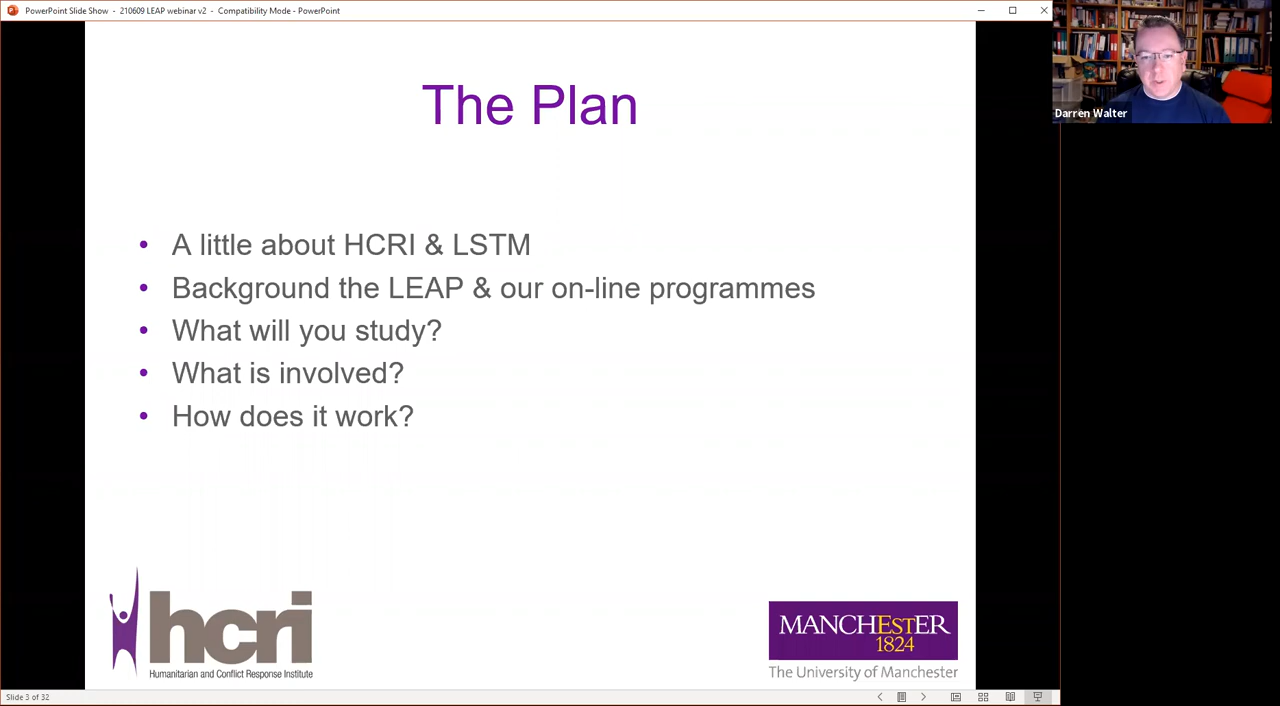 PowerPoint Slide Show - 210609 LEAP webinar v2 - Compatibility Mode - PowerPoint
Darren Walter
The Plan
• A little about HCRI & LSTM
• Background the LEAP & our on-line programmes
• What will you study?
• What is involved?
• How does it work?
hcri
Humanitarian and Conflict Response Institute
MANCHESTER
1824
The University of Manchester
Slide 3 of 32